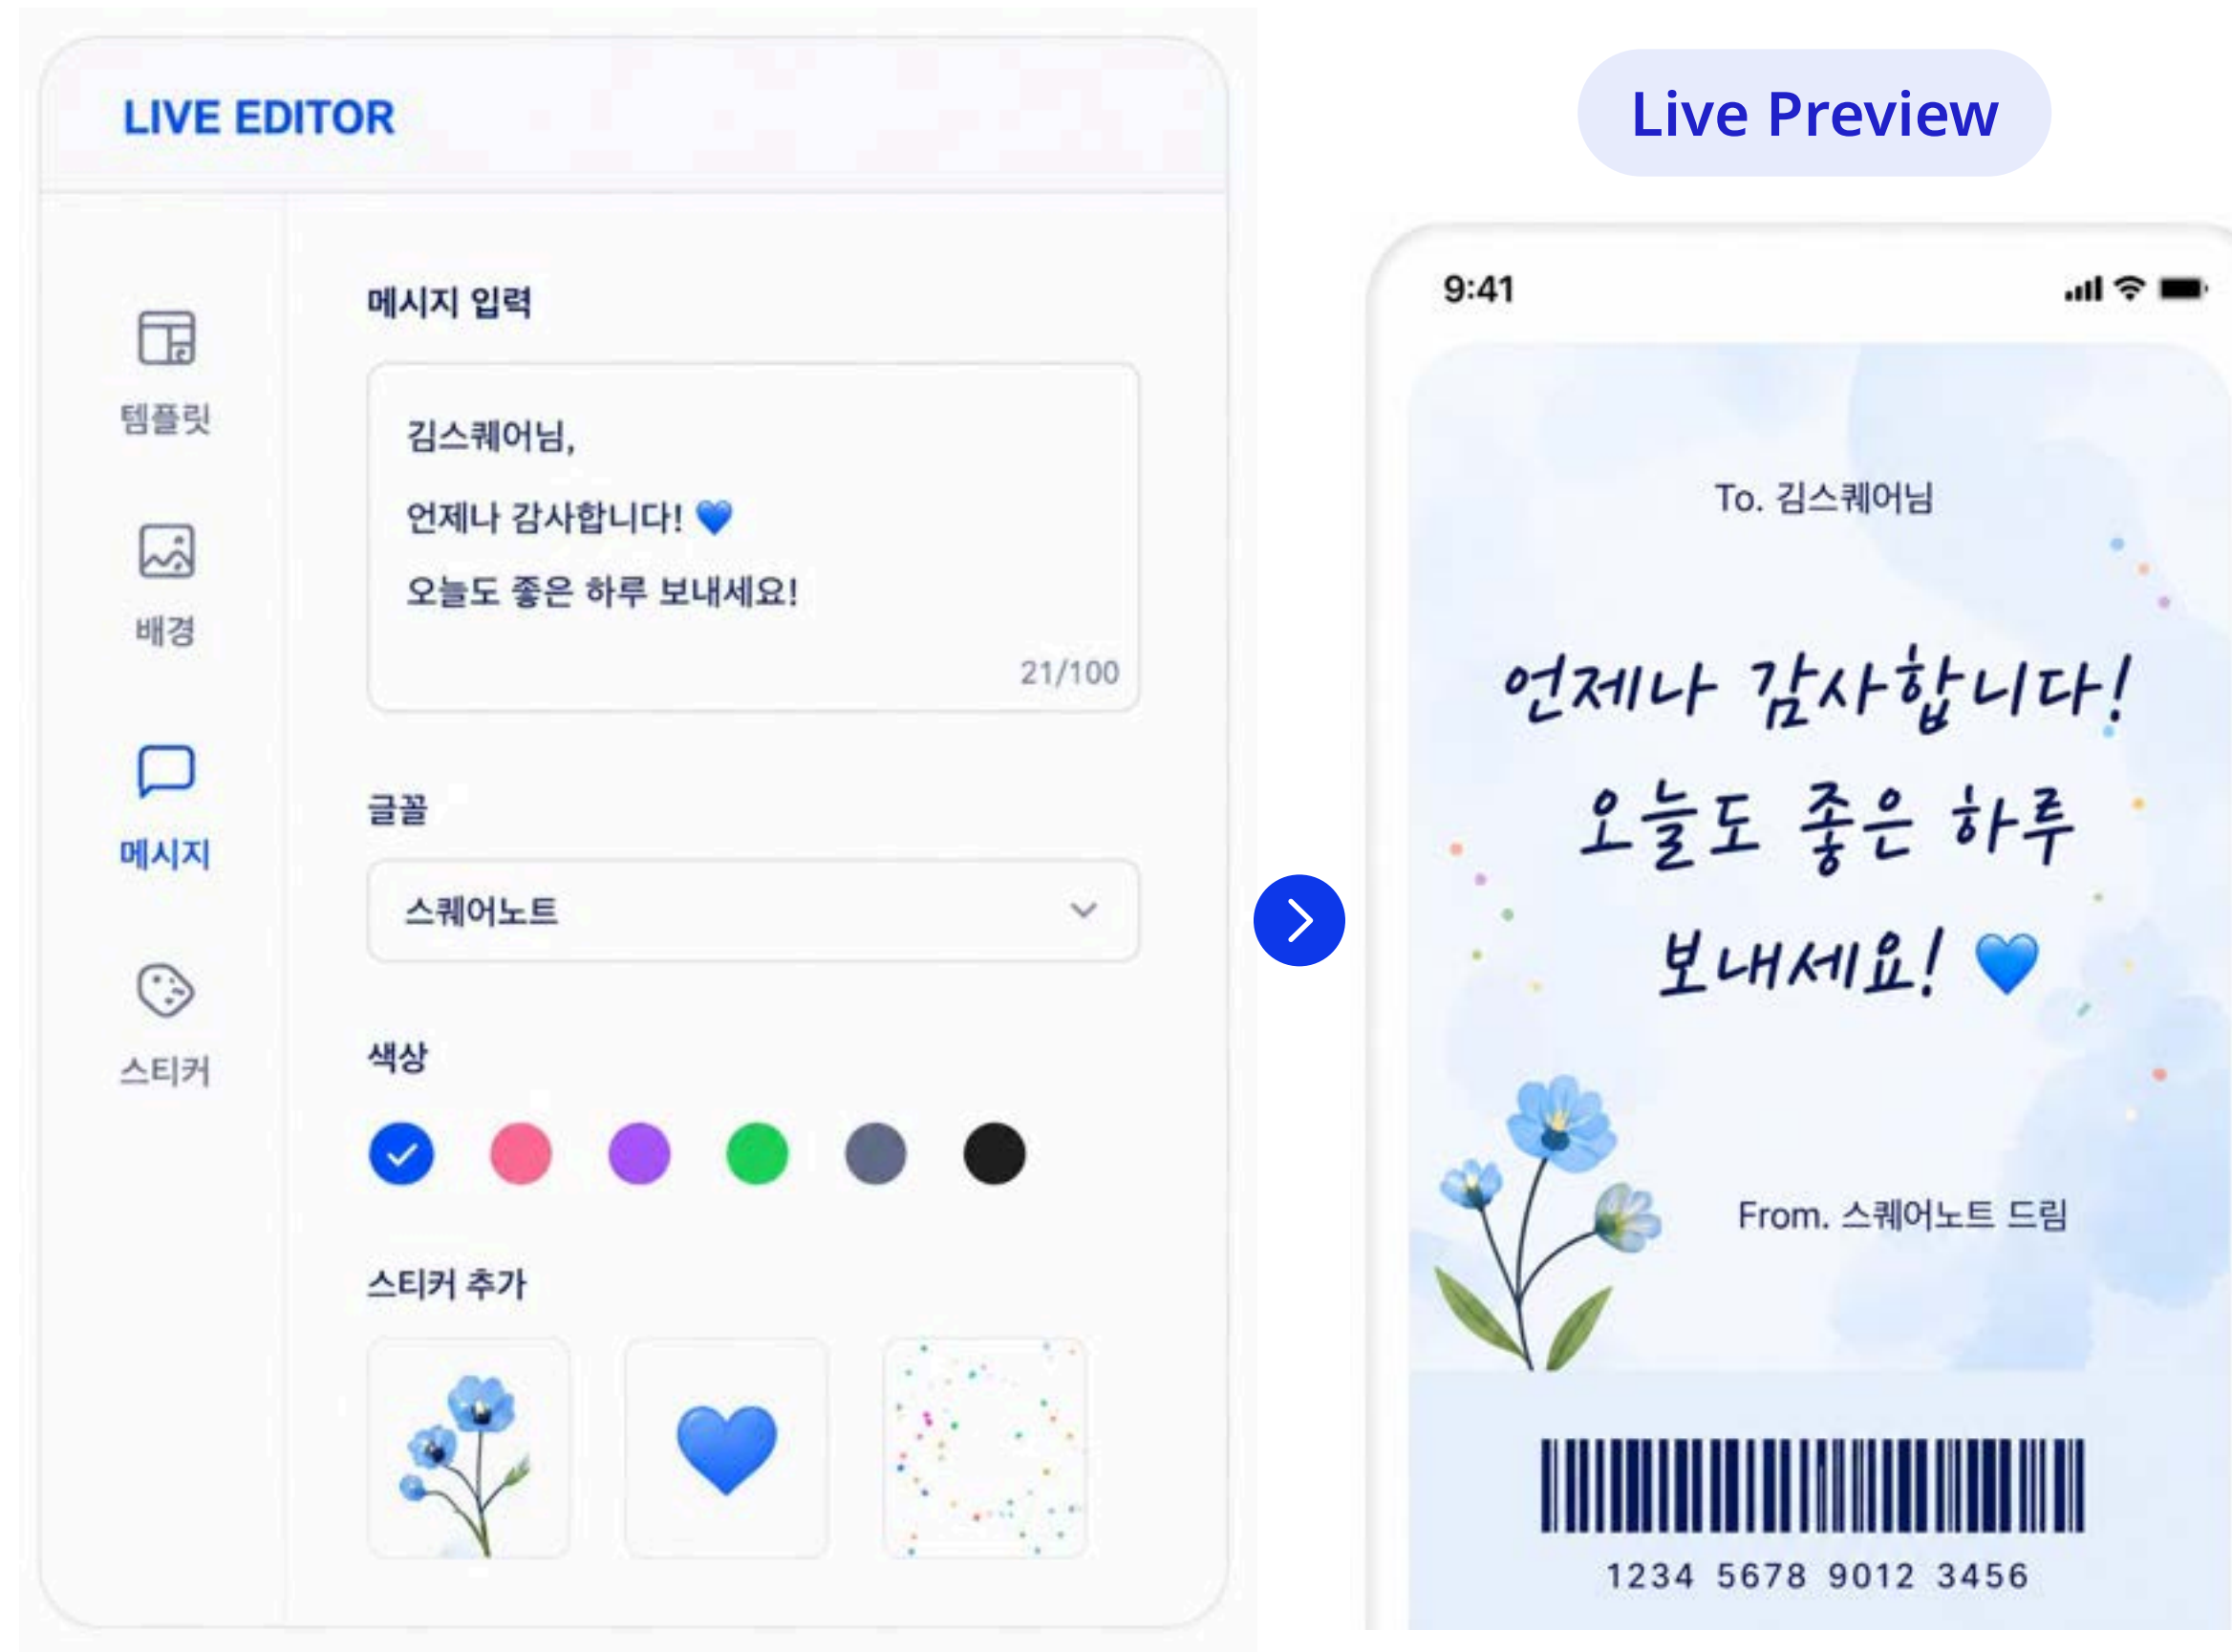 LIVE EDITOR
템플릿
배경
메시지
스티커
메시지 입력
김스퀘어님,
언제나 감사합니다! 💙
오늘도 좋은 하루 보내세요!
21/100
글꼴
스퀘어노트
색상
스티커 추가
Live Preview
9:41
To. 김스퀘어님
언제나 감사합니다!
오늘도 좋은 하루
보내세요! 💙
From. 스퀘어노트 드림
1234 5678 9012 3456